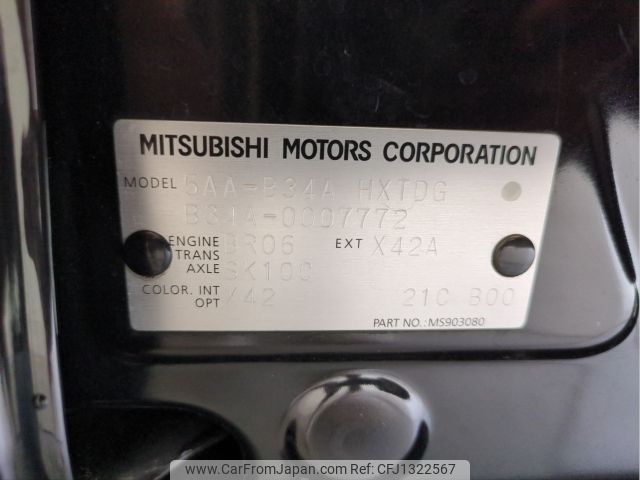 MITSUBISHI MOTORS CORPORATION
MODEL 5AA-B34A HXTDG
B34A-0007772
ENGINE BR06 EXT X42A
TRANS
AXLE SK100
COLOR. INT X42 21C B00
OPT
PART NO.: MS903080
www.CarFromJapan.com - CFJ1322567